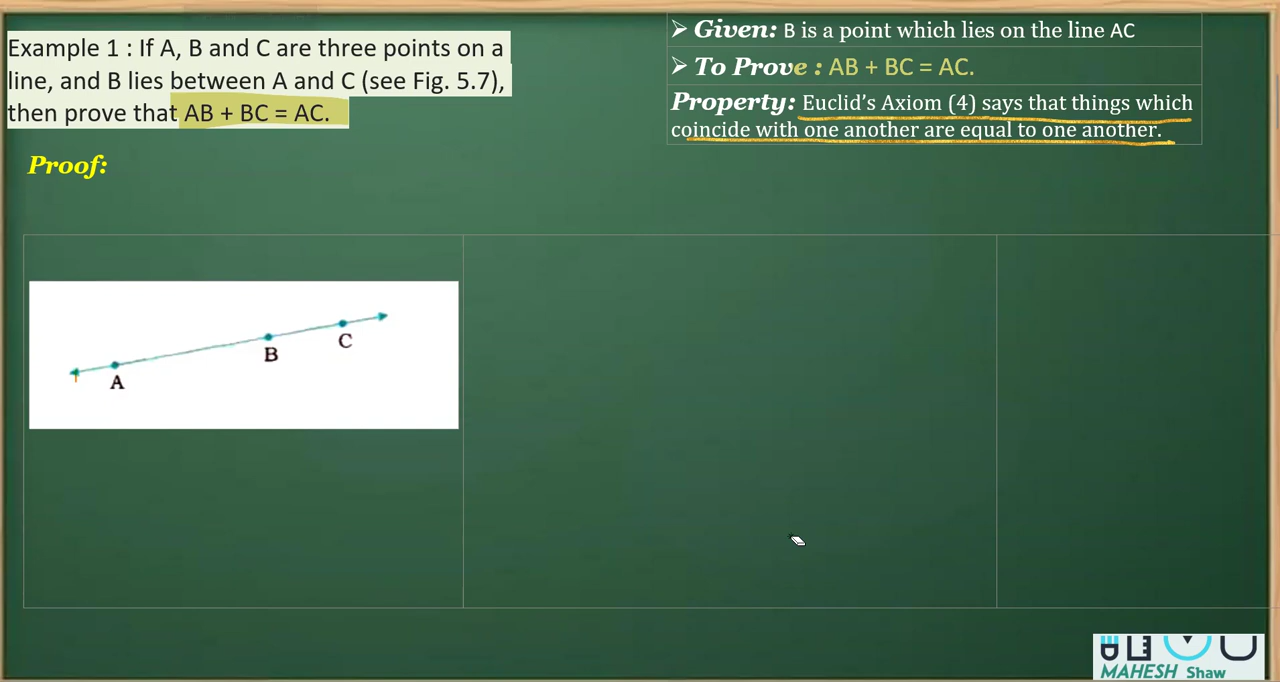 Example 1 : If A, B and C are three points on a
line, and B lies between A and C (see Fig. 5.7),
then prove that AB + BC = AC.
➢ Given: B is a point which lies on the line AC
➢ To Prove : AB + BC = AC.
Property: Euclid's Axiom (4) says that things which
coincide with one another are equal to one another.
Proof:
A
B
C
MAHESH Shaw